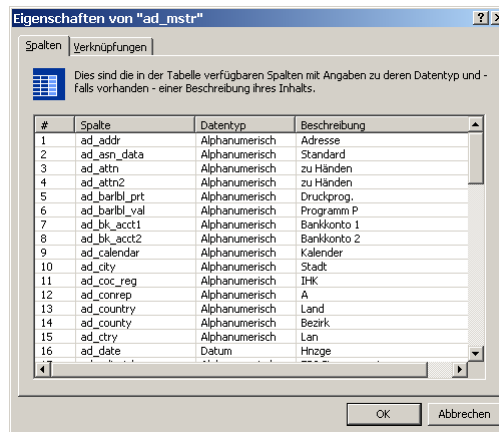 Eigenschaften von "ad_mstr"
Spalten Verknüpfungen
Dies sind die in der Tabelle verfügbaren Spalten mit Angaben zu deren Datentyp und -
falls vorhanden - einer Beschreibung ihres Inhalts.
# Spalte Datentyp Beschreibung
1 ad_addr Alphanumerisch Adresse
2 ad_asn_data Alphanumerisch Standard
3 ad_attn Alphanumerisch zu Händen
4 ad_attn2 Alphanumerisch zu Händen
5 ad_barlbl_prt Alphanumerisch Druckprog.
6 ad_barlbl_val Alphanumerisch Programm P
7 ad_bk_acct1 Alphanumerisch Bankkonto 1
8 ad_bk_acct2 Alphanumerisch Bankkonto 2
9 ad_calendar Alphanumerisch Kalender
10 ad_city Alphanumerisch Stadt
11 ad_coc_reg Alphanumerisch IHK
12 ad_conrep Alphanumerisch A
13 ad_country Alphanumerisch Land
14 ad_county Alphanumerisch Bezirk
15 ad_ctry Alphanumerisch Lan
16 ad_date Datum Hnzge
OK Abbrechen